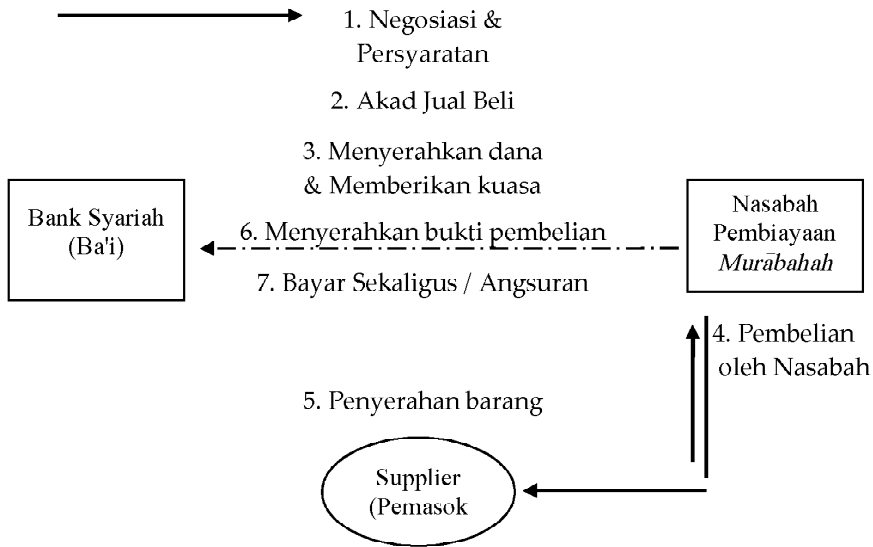 1. Negosiasi &
Persyaratan
2. Akad Jual Beli
3. Menyerahkan dana
& Memberikan kuasa
Bank Syariah
(Ba'i)
6. Menyerahkan bukti pembelian
7. Bayar Sekaligus / Angsuran
Nasabah
Pembiayaan
Murābahah
4. Pembelian
oleh Nasabah
5. Penyerahan barang
Supplier
(Pemasok